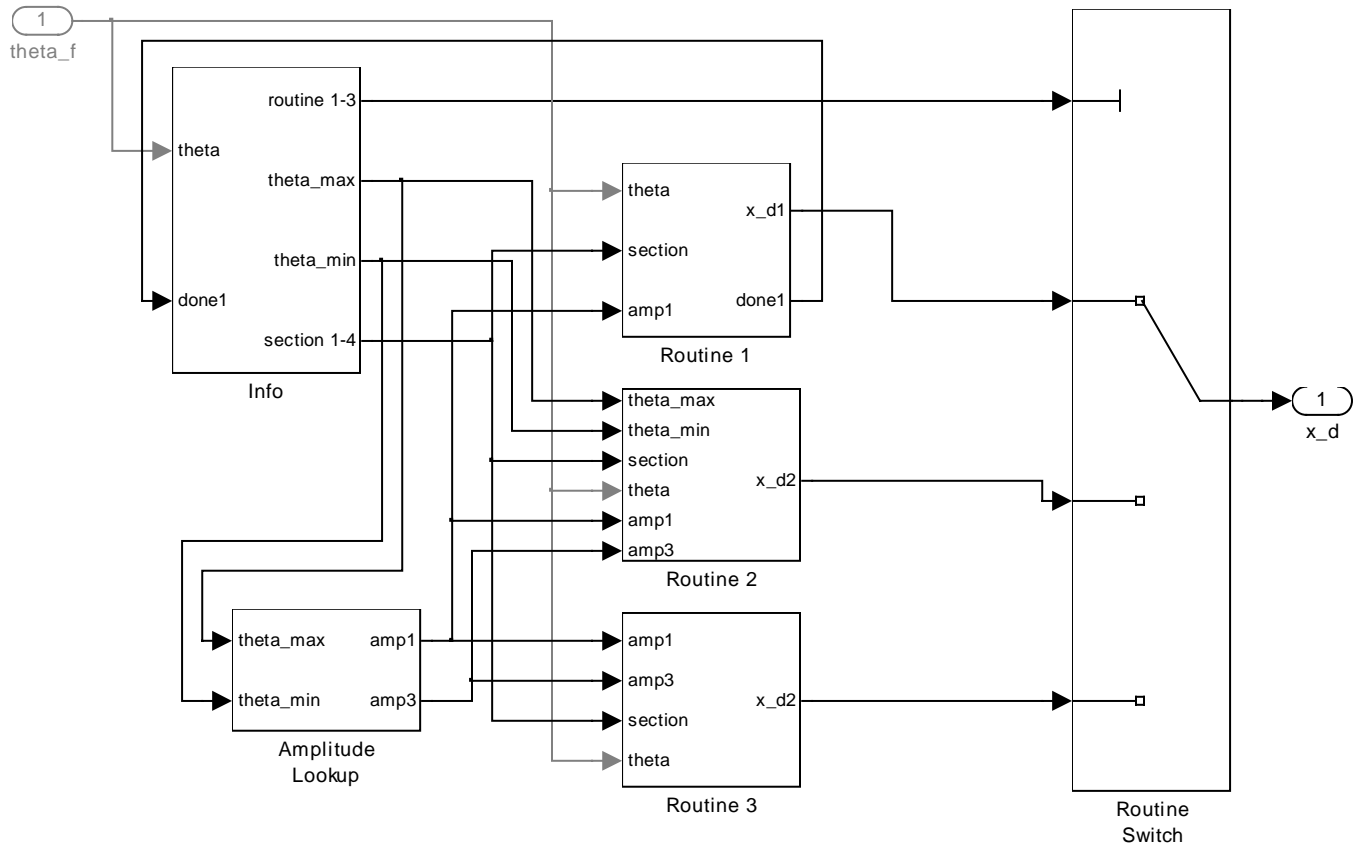 1
theta_f
routine 1-3
theta
theta_max
theta_min
done1
section 1-4
Info
theta
x_d1
section
done1
amp1
Routine 1
theta_max
theta_min
section
x_d2
theta
amp1
amp3
Routine 2
theta_max
amp1
theta_min
amp3
Amplitude
Lookup
amp1
amp3
x_d2
section
theta
Routine 3
Routine
Switch
1
x_d